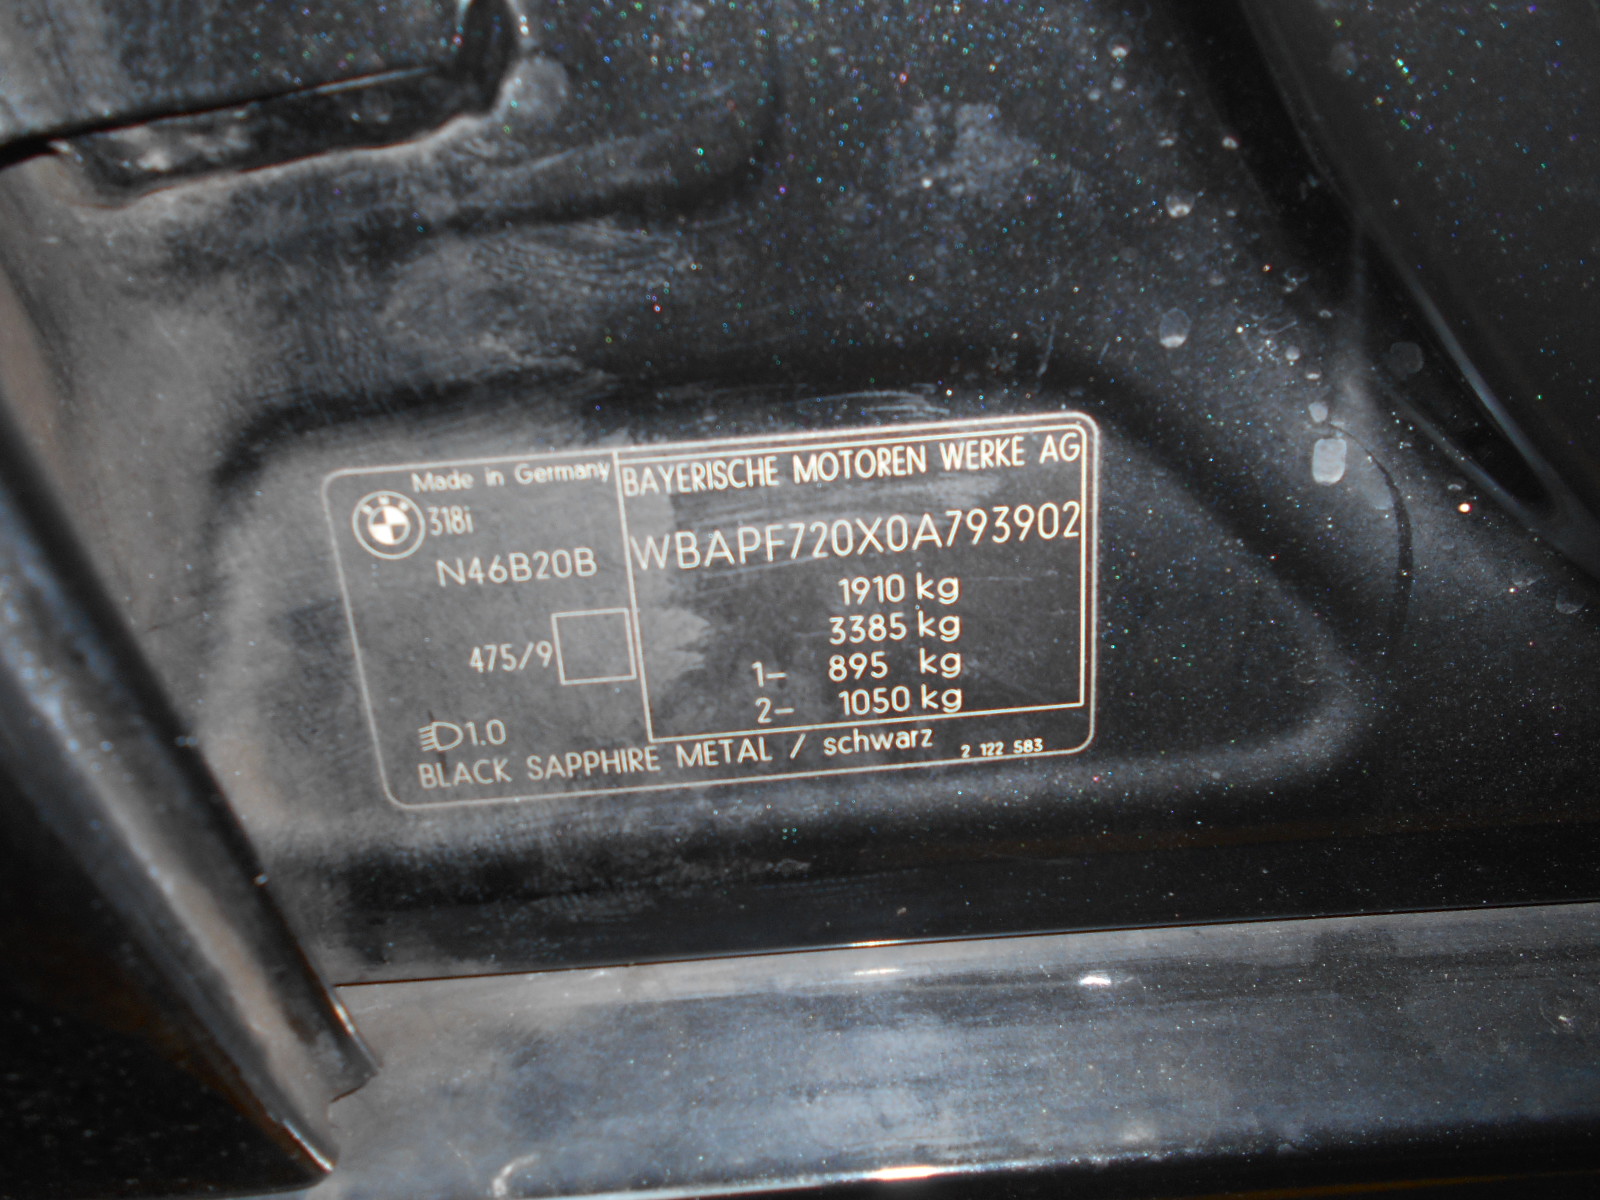 Made in Germany
318i
N46B20B
475/9
1.0
BAYERISCHE MOTOREN WERKE AG
WBAPF720X0A793902
1910 kg
3385 kg
1- 895 kg
2- 1050 kg
BLACK SAPPHIRE METAL / schwarz 2 122 583